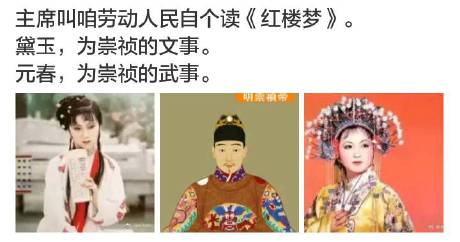 主席叫咱劳动人民自个读《红楼梦》。
黛玉，为崇祯的文事。
元春，为崇祯的武事。
明崇禎帝